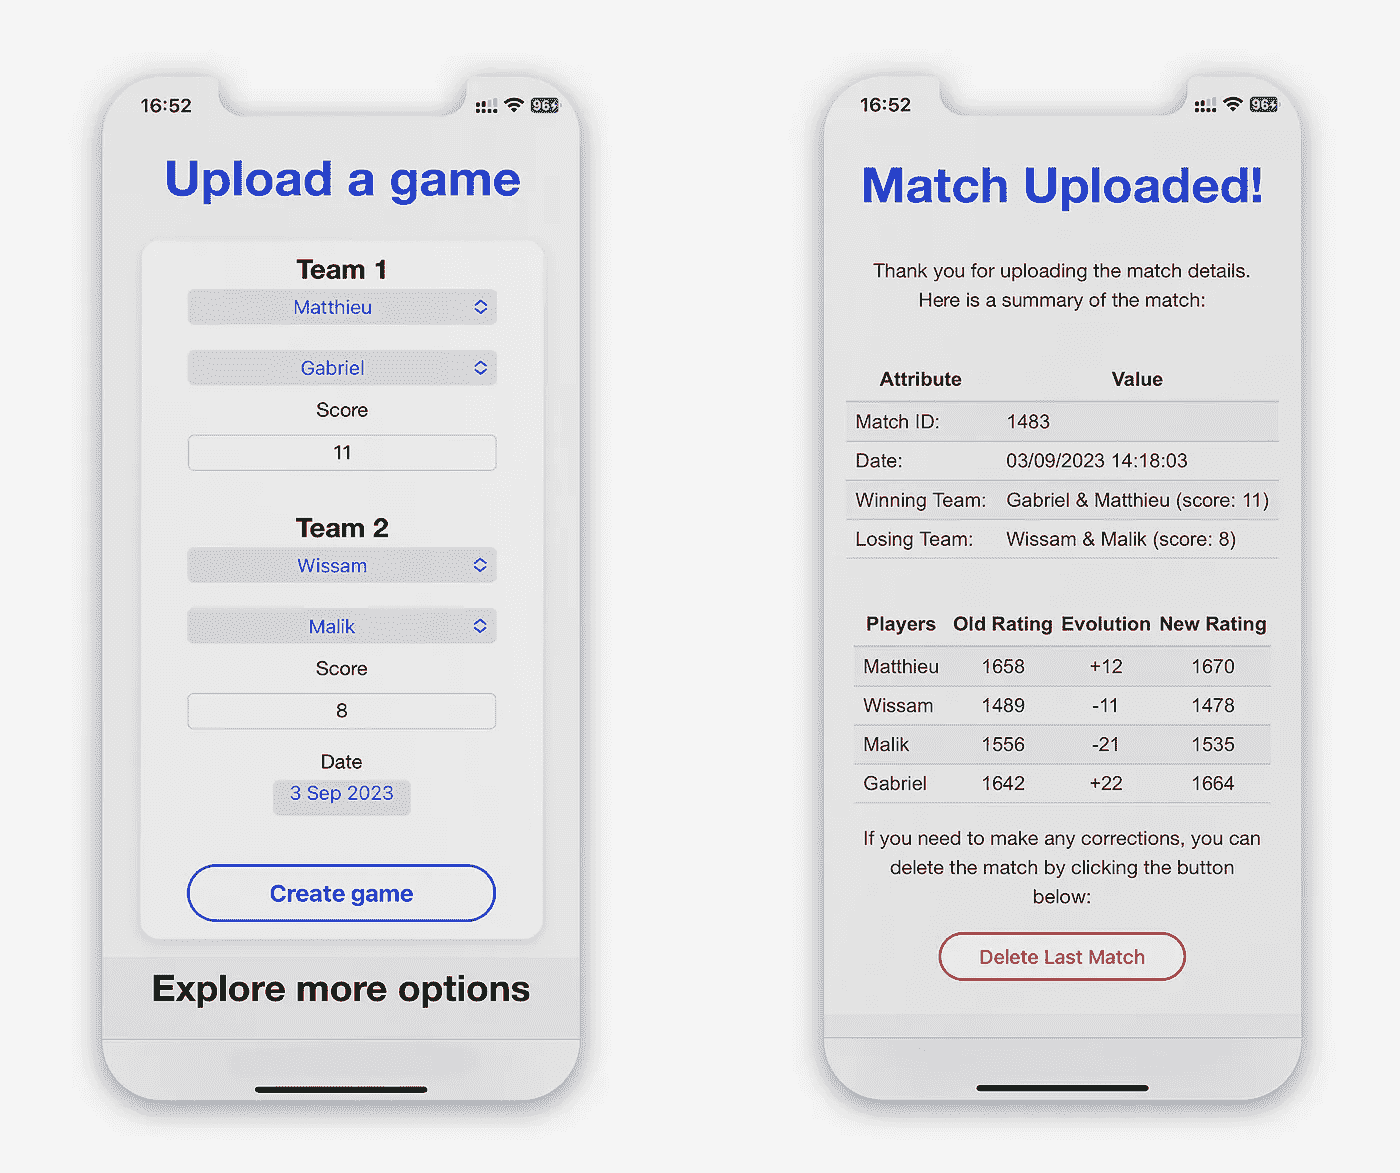 16:52
96
Upload a game
Team 1
Matthieu
Gabriel
Score
11
Team 2
Wissam
Malik
Score
8
Date
3 Sep 2023
Create game
Explore more options
16:52
96
Match Uploaded!
Thank you for uploading the match details.
Here is a summary of the match:
Attribute Value
Match ID: 1483
Date: 03/09/2023 14:18:03
Winning Team: Gabriel & Matthieu (score: 11)
Losing Team: Wissam & Malik (score: 8)
Players Old Rating Evolution New Rating
Matthieu 1658 +12 1670
Wissam 1489 -11 1478
Malik 1556 -21 1535
Gabriel 1642 +22 1664
If you need to make any corrections, you can
delete the match by clicking the button
below:
Delete Last Match